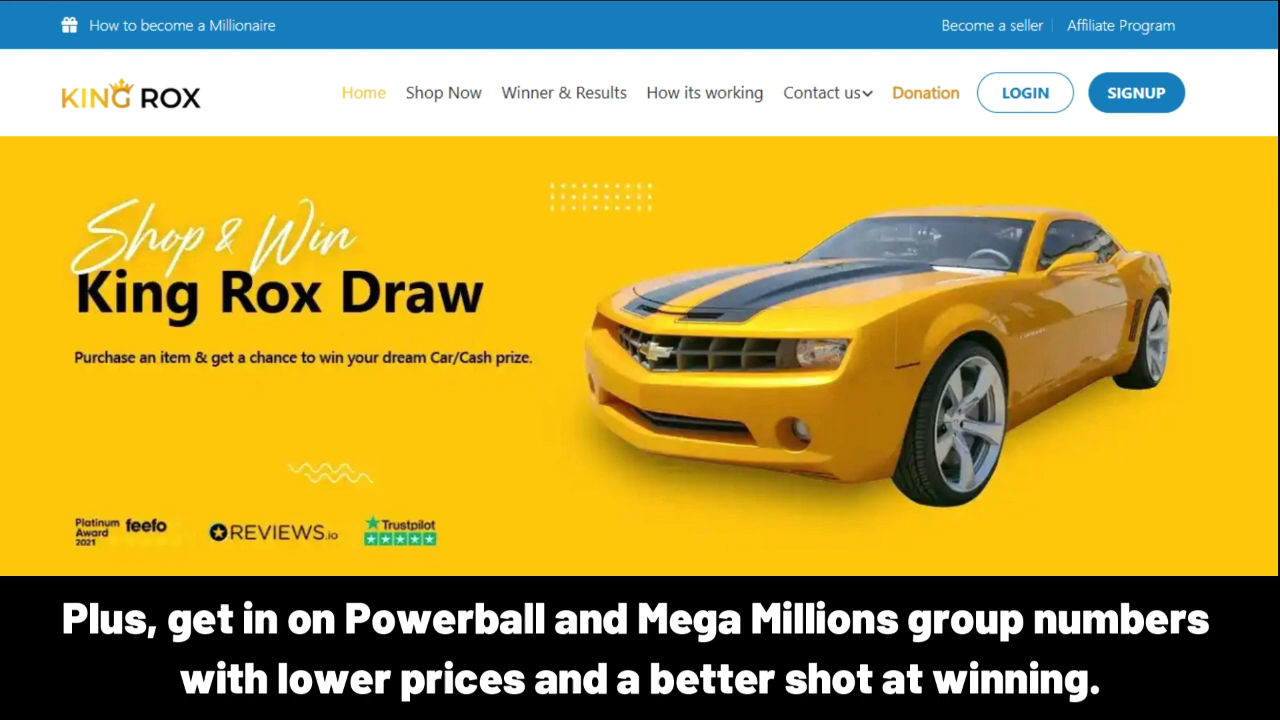 How to become a Millionaire
Become a seller
Affiliate Program
KING ROX
Home
Shop Now
Winner & Results
How its working
Contact us
Donation
LOGIN
SIGNUP
Shop & Win
King Rox Draw
Purchase an item & get a chance to win your dream Car/Cash prize.
Platinum
Award
2021
feefo
REVIEWS.io
Trustpilot
Plus, get in on Powerball and Mega Millions group numbers
with lower prices and a better shot at winning.